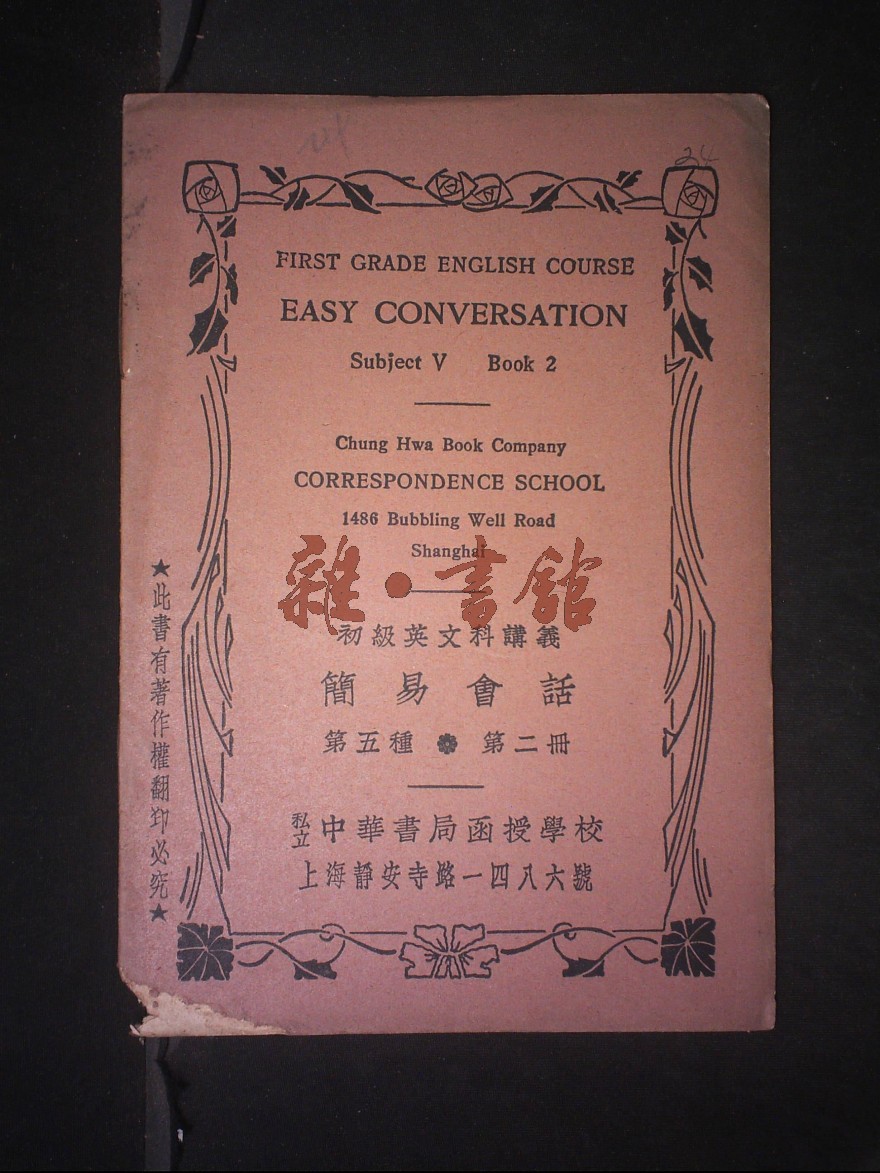 24
FIRST GRADE ENGLISH COURSE
EASY CONVERSATION
Subject V Book 2
Chung Hwa Book Company
CORRESPONDENCE SCHOOL
1486 Bubbling Well Road
Shanghai
雜·書館
初級英文科講義
簡易會話
第五種 第二冊
私立中華書局函授學校
上海靜安寺路一四八六號
★此書有著作權翻印必究★